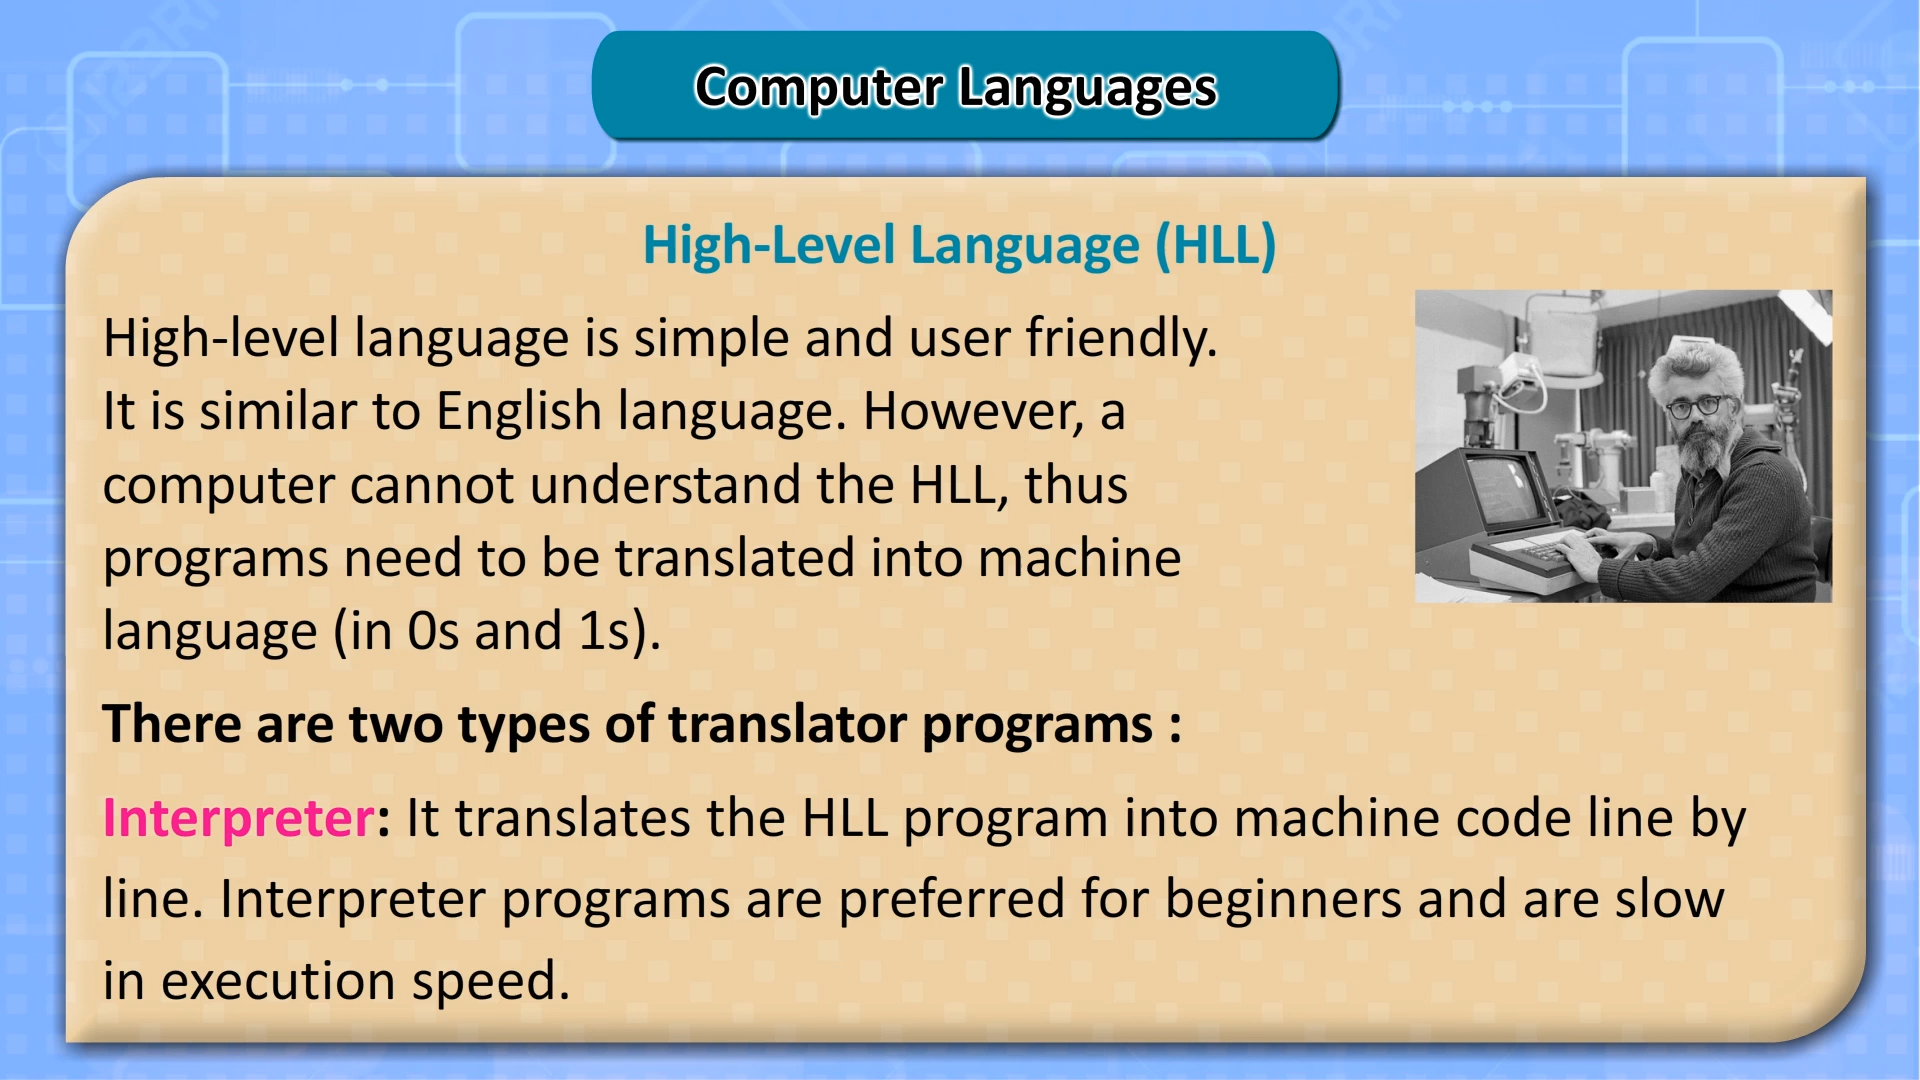 Computer Languages
High-Level Language (HLL)
High-level language is simple and user friendly.
It is similar to English language. However, a
computer cannot understand the HLL, thus
programs need to be translated into machine
language (in 0s and 1s).
There are two types of translator programs :
Interpreter: It translates the HLL program into machine code line by
line. Interpreter programs are preferred for beginners and are slow
in execution speed.